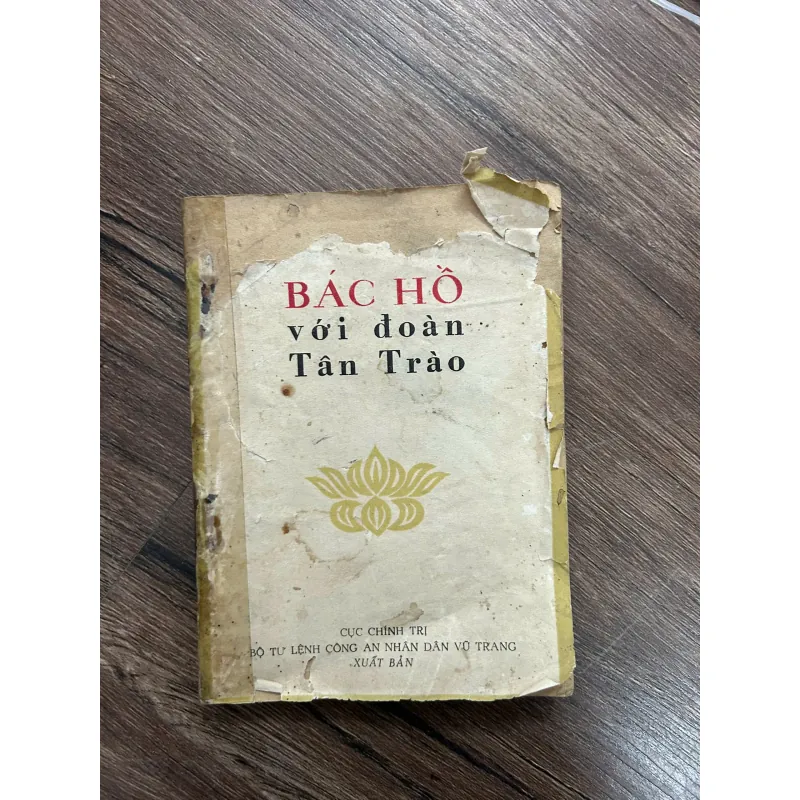 BÁC HỒ
với đoàn
Tân Trào
CỤC CHÍNH TRỊ
BỘ TƯ LỆNH CÔNG AN NHÂN DÂN VŨ TRANG
XUẤT BẢN